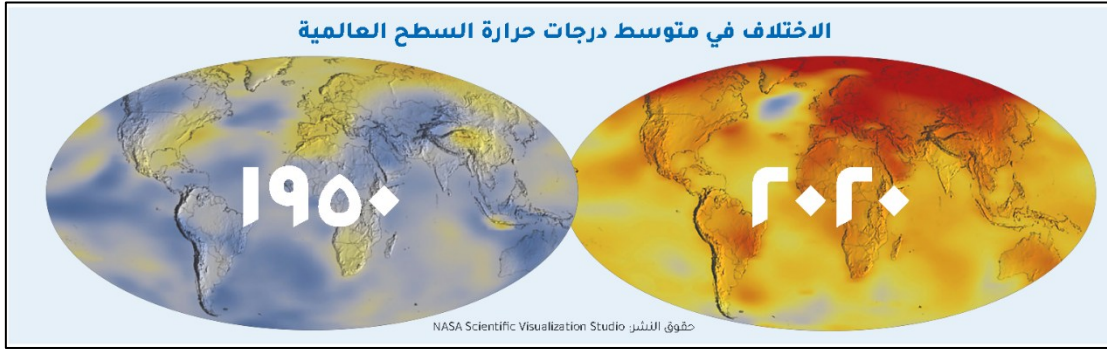 الاختلاف في متوسط درجات حرارة السطح العالمية
١٩٥٠
٢٠٢٠
حقوق النشر: NASA Scientific Visualization Studio